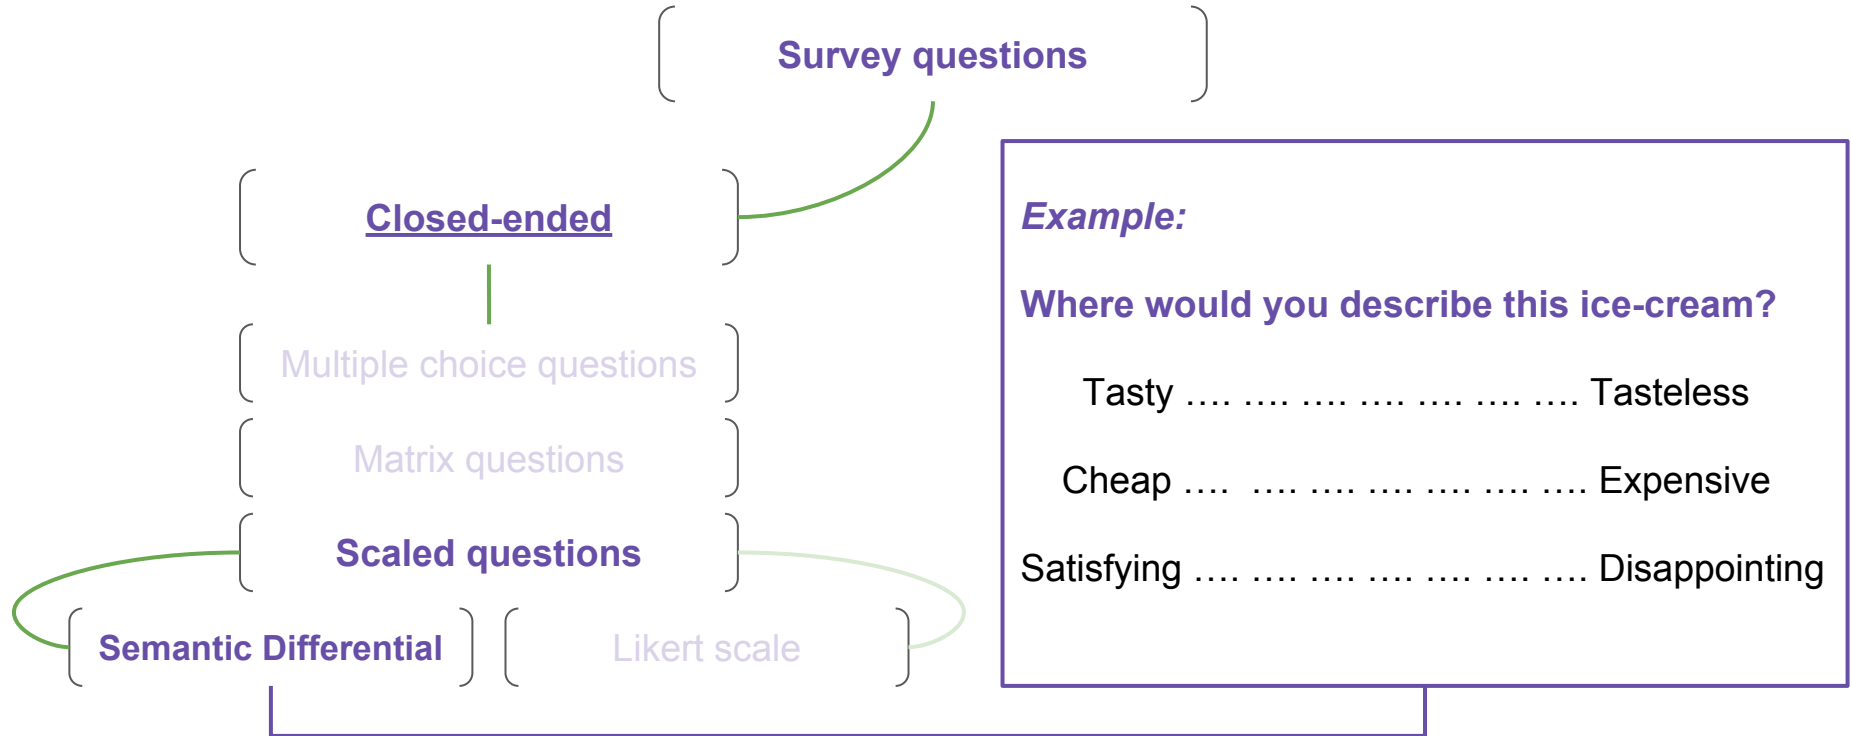 Survey questions
Closed-ended
Multiple choice questions
Matrix questions
Scaled questions
Semantic Differential
Likert scale
Example:
Where would you describe this ice-cream?
Tasty …. …. …. …. …. …. …. Tasteless
Cheap …. …. …. …. …. …. …. Expensive
Satisfying …. …. …. …. …. …. …. Disappointing